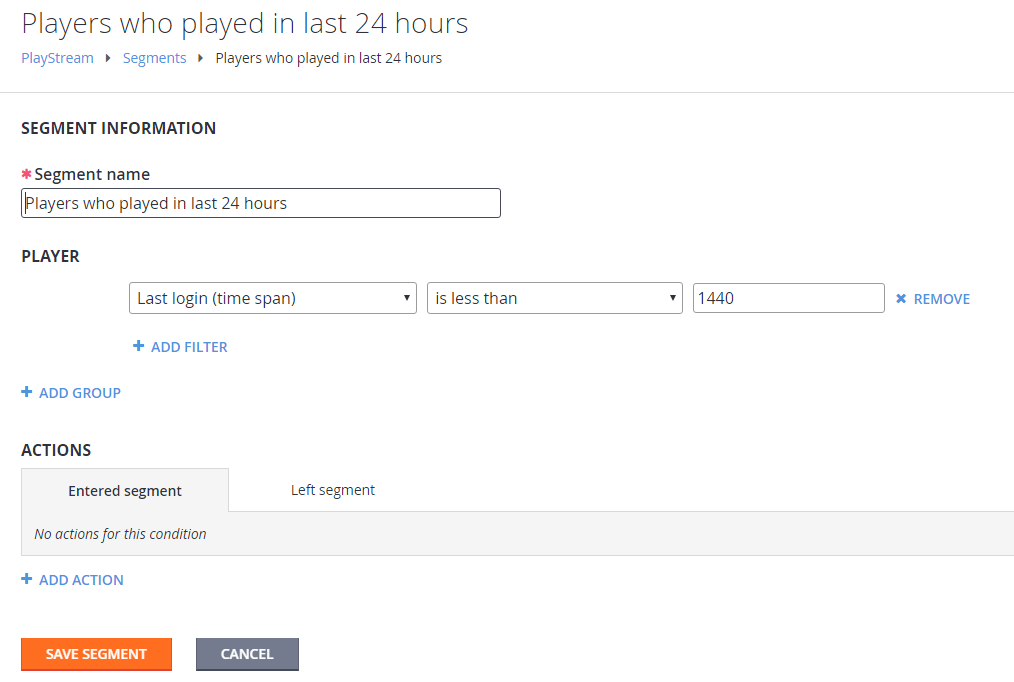 Players who played in last 24 hours
PlayStream Segments Players who played in last 24 hours
SEGMENT INFORMATION
* Segment name
Players who played in last 24 hours
PLAYER
Last login (time span) is less than 1440 REMOVE
+ ADD FILTER
+ ADD GROUP
ACTIONS
Entered segment Left segment
No actions for this condition
+ ADD ACTION
SAVE SEGMENT CANCEL